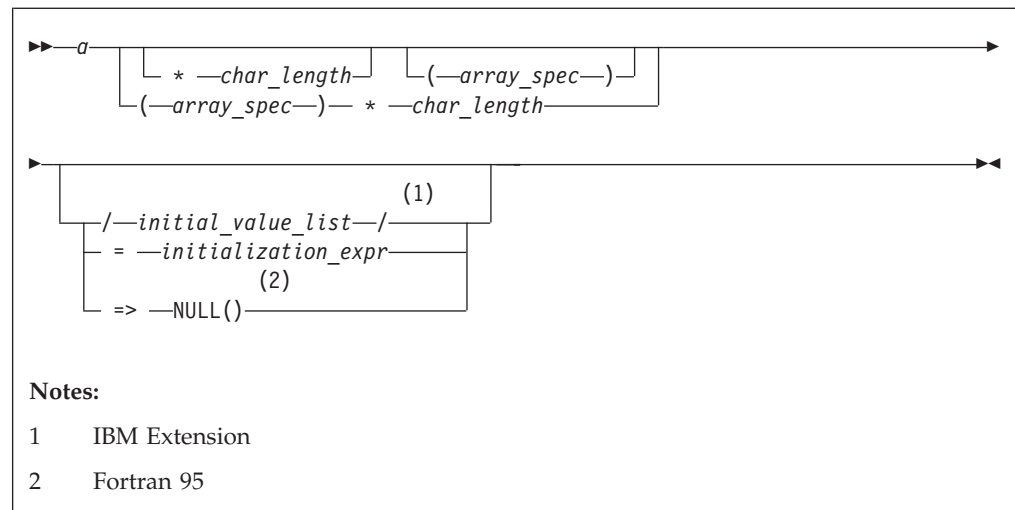 a
* char_length (array_spec)
(array_spec) * char_length
(1)
/initial_value_list/
= initialization_expr
(2)
=> NULL()
Notes:
1 IBM Extension
2 Fortran 95